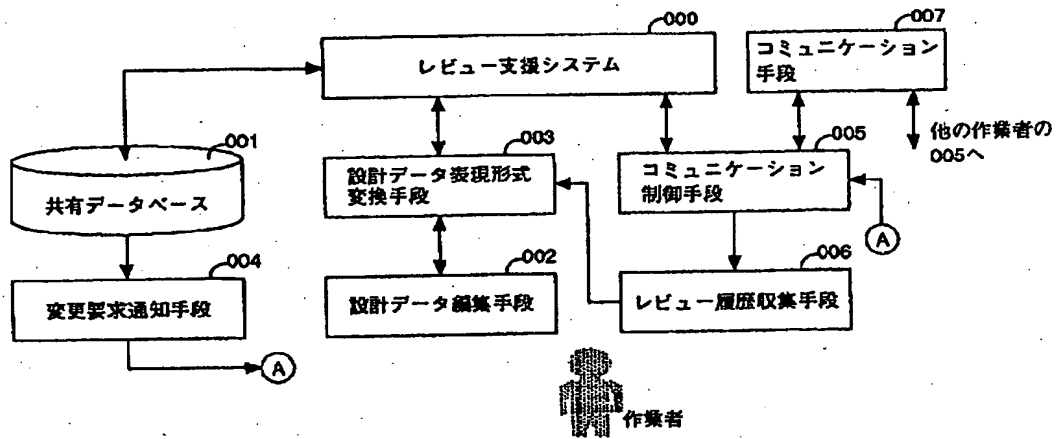 000
レビュー支援システム
007
コミュニケーション
手段
他の作業者の
005へ
001
共有データベース
003
設計データ表現形式
変換手段
005
コミュニケーション
制御手段
A
004
変更要求通知手段
002
設計データ編集手段
006
レビュー履歴収集手段
A
作業者